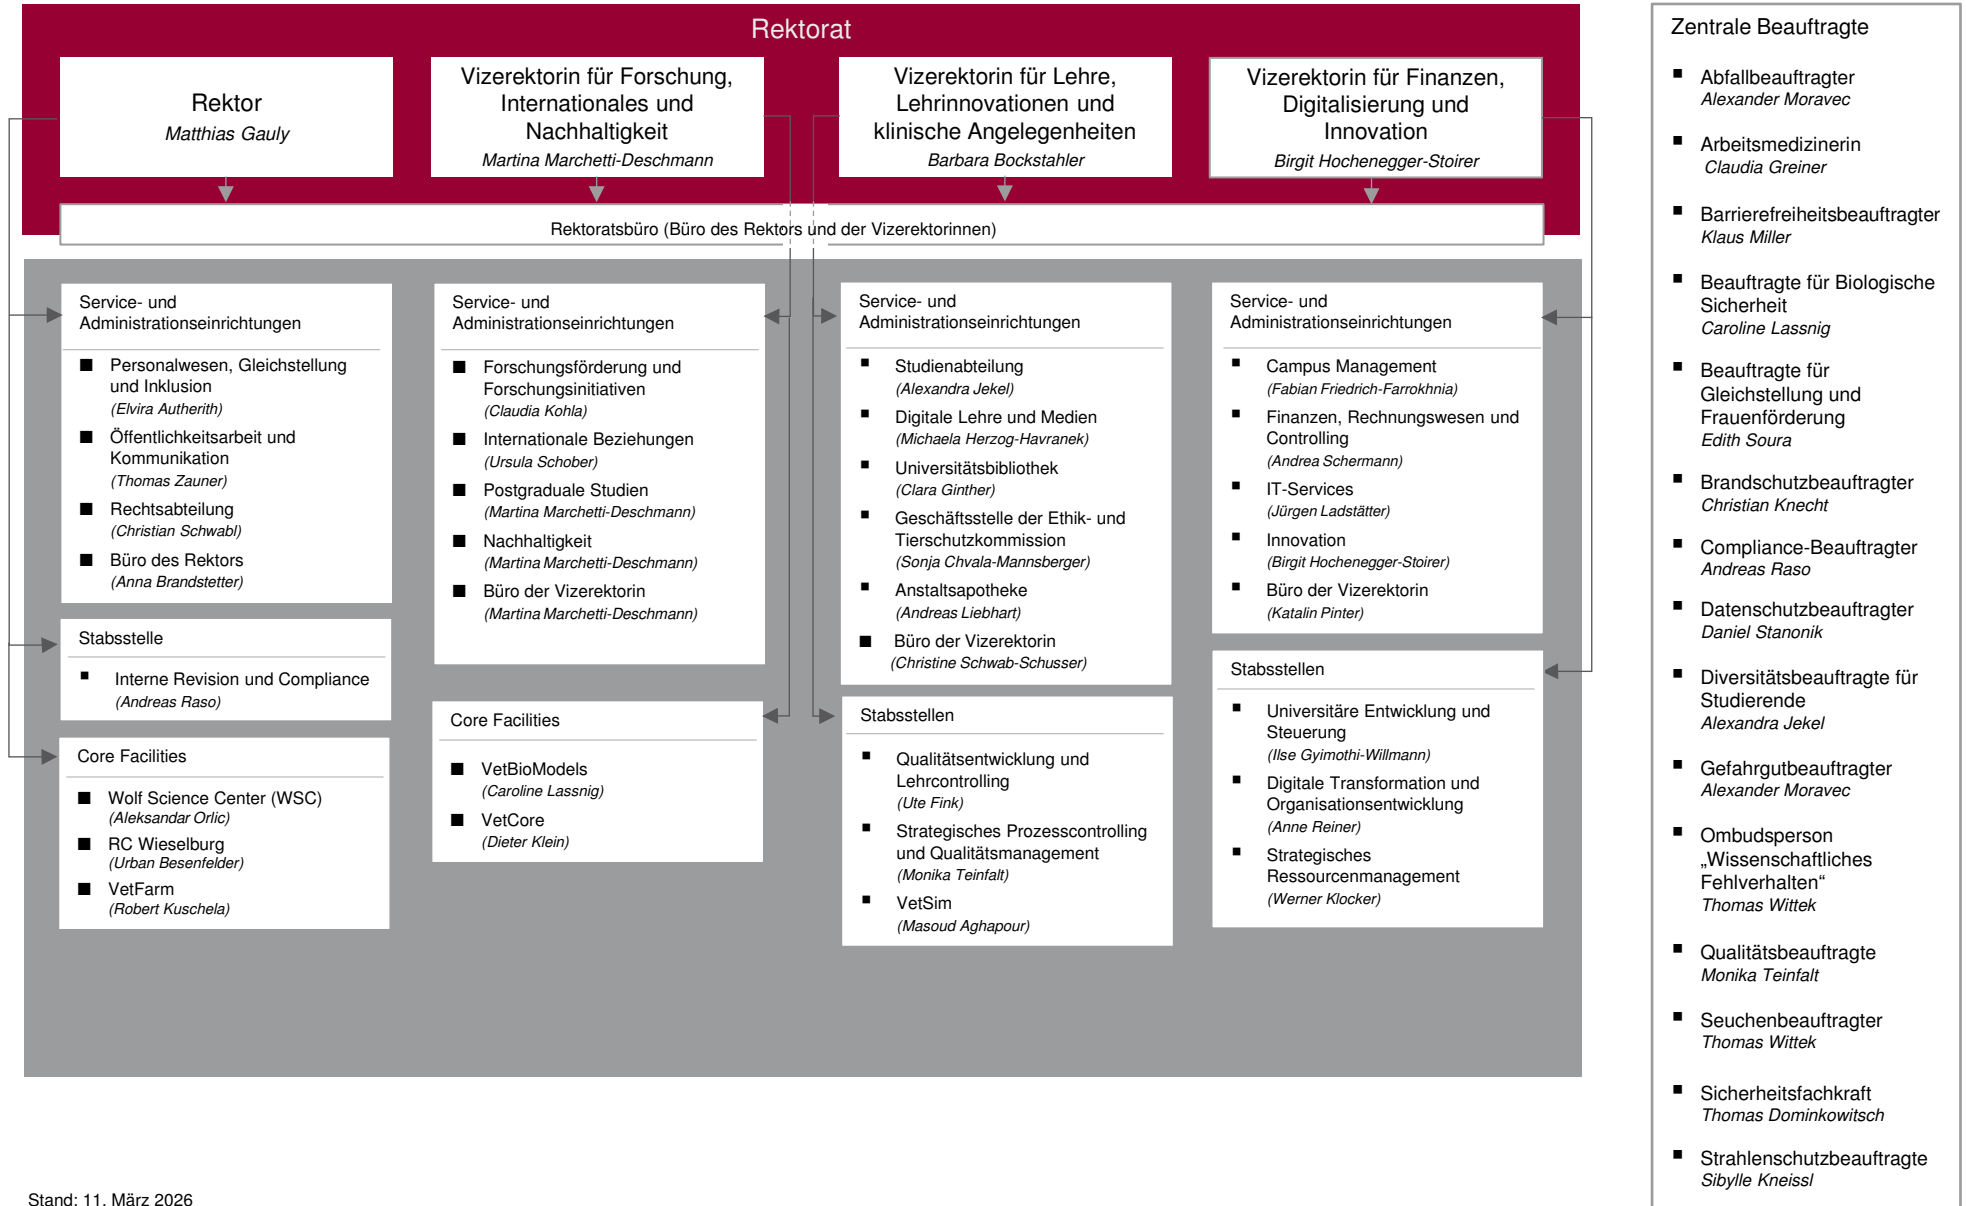 Rektorat
Rektor
Matthias Gauly
Vizerektorin für Forschung,
Internationales und
Nachhaltigkeit
Martina Marchetti-Deschmann
Vizerektorin für Lehre,
Lehrinnovationen und
klinische Angelegenheiten
Barbara Bockstahler
Vizerektorin für Finanzen,
Digitalisierung und
Innovation
Birgit Hochenegger-Stoirer
Rektoratsbüro (Büro des Rektors und der Vizerektorinnen)
Service- und
Administrationseinrichtungen
Personalwesen, Gleichstellung
und Inklusion
(Elvira Autherith)
Öffentlichkeitsarbeit und
Kommunikation
(Thomas Zauner)
Rechtsabteilung
(Christian Schwabl)
Büro des Rektors
(Anna Brandstetter)
Stabsstelle
Interne Revision und Compliance
(Andreas Raso)
Core Facilities
Wolf Science Center (WSC)
(Aleksandar Orlic)
RC Wieselburg
(Urban Besenfelder)
VetFarm
(Robert Kuschela)
Service- und
Administrationseinrichtungen
Forschungsförderung und
Forschungsinitiativen
(Claudia Kohla)
Internationale Beziehungen
(Ursula Schober)
Postgraduale Studien
(Martina Marchetti-Deschmann)
Nachhaltigkeit
(Martina Marchetti-Deschmann)
Büro der Vizerektorin
(Martina Marchetti-Deschmann)
Core Facilities
VetBioModels
(Caroline Lassnig)
VetCore
(Dieter Klein)
Service- und
Administrationseinrichtungen
Studienabteilung
(Alexandra Jekel)
Digitale Lehre und Medien
(Michaela Herzog-Havranek)
Universitätsbibliothek
(Clara Ginther)
Geschäftsstelle der Ethik- und
Tierschutzkommission
(Sonja Chvala-Mannsberger)
Anstaltsapotheke
(Andreas Liebhart)
Büro der Vizerektorin
(Christine Schwab-Schusser)
Stabsstellen
Qualitätsentwicklung und
Lehrcontrolling
(Ute Fink)
Strategisches Prozesscontrolling
und Qualitätsmanagement
(Monika Teinfalt)
VetSim
(Masoud Aghapour)
Service- und
Administrationseinrichtungen
Campus Management
(Fabian Friedrich-Farrokhnia)
Finanzen, Rechnungswesen und
Controlling
(Andrea Schermann)
IT-Services
(Jürgen Ladstätter)
Innovation
(Birgit Hochenegger-Stoirer)
Büro der Vizerektorin
(Katalin Pinter)
Stabsstellen
Universitäre Entwicklung und
Steuerung
(Ilse Gyimothi-Willmann)
Digitale Transformation und
Organisationsentwicklung
(Anne Reiner)
Strategisches
Ressourcenmanagement
(Werner Klocker)
Zentrale Beauftragte
Abfallbeauftragter
Alexander Moravec
Arbeitsmedizinerin
Claudia Greiner
Barrierefreiheitsbeauftragter
Klaus Miller
Beauftragte für Biologische
Sicherheit
Caroline Lassnig
Beauftragte für
Gleichstellung und
Frauenförderung
Edith Soura
Brandschutzbeauftragter
Christian Knecht
Compliance-Beauftragter
Andreas Raso
Datenschutzbeauftragter
Daniel Stanonik
Diversitätsbeauftragte für
Studierende
Alexandra Jekel
Gefahrgutbeauftragter
Alexander Moravec
Ombudsperson
„Wissenschaftliches
Fehlverhalten“
Thomas Wittek
Qualitätsbeauftragte
Monika Teinfalt
Seuchenbeauftragter
Thomas Wittek
Sicherheitsfachkraft
Thomas Dominkowitsch
Strahlenschutzbeauftragte
Sibylle Kneissl
Stand: 11. März 2026